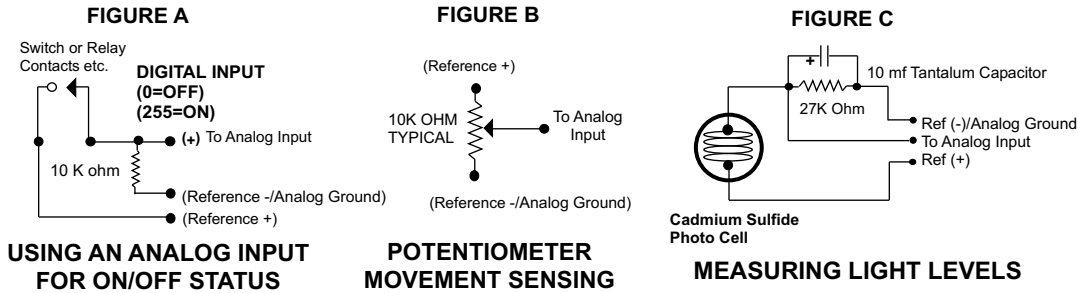 FIGURE A
Switch or Relay
Contacts etc.
DIGITAL INPUT
(0=OFF)
(255=ON)
(+) To Analog Input
10 K ohm
(Reference -/Analog Ground)
(Reference +)
USING AN ANALOG INPUT
FOR ON/OFF STATUS
FIGURE B
(Reference +)
10K OHM
TYPICAL
To Analog
Input
(Reference -/Analog Ground)
POTENTIOMETER
MOVEMENT SENSING
FIGURE C
+
10 mf Tantalum Capacitor
27K Ohm
Ref (-)/Analog Ground
To Analog Input
Ref (+)
Cadmium Sulfide
Photo Cell
MEASURING LIGHT LEVELS